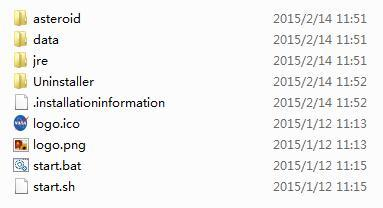 asteroid 2015/2/14 11:51
data 2015/2/14 11:51
jre 2015/2/14 11:51
Uninstaller 2015/2/14 11:52
.installationinformation 2015/2/14 11:52
logo.ico 2015/1/12 11:13
logo.png 2015/1/12 11:13
start.bat 2015/1/12 11:15
start.sh 2015/1/12 11:15